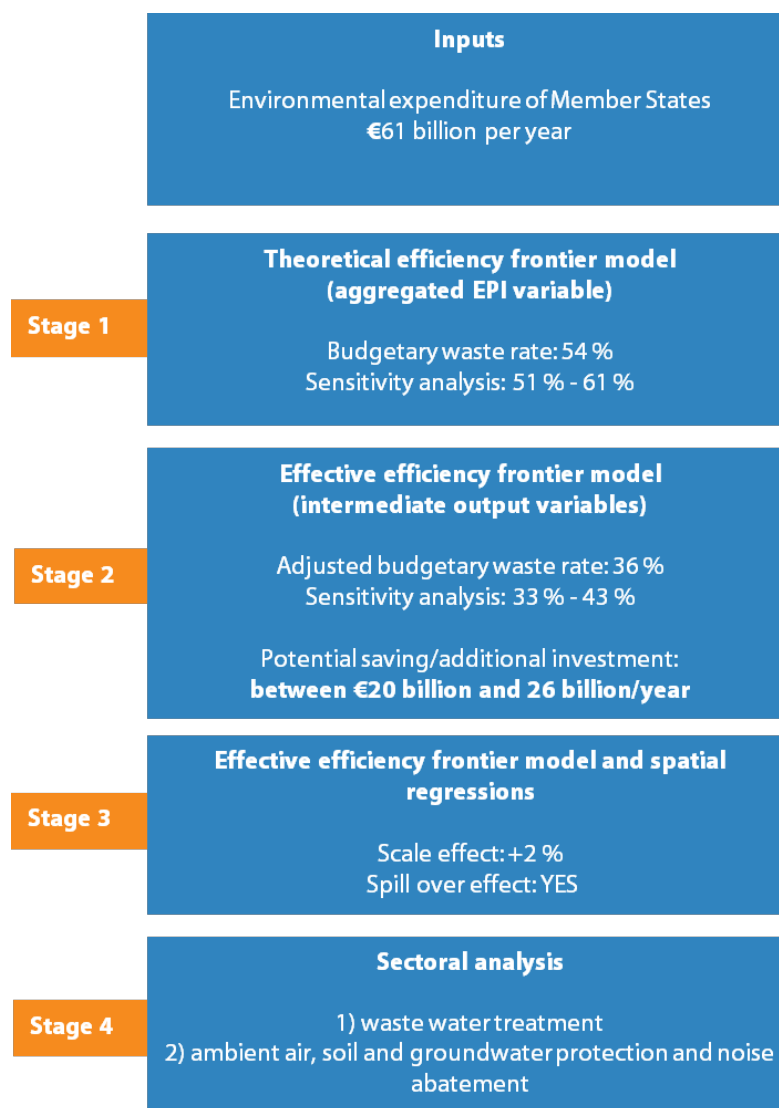 Inputs
Environmental expenditure of Member States
€61 billion per year
Theoretical efficiency frontier model
(aggregated EPI variable)
Stage 1
Budgetary waste rate: 54 %
Sensitivity analysis: 51 % - 61 %
Effective efficiency frontier model
(intermediate output variables)
Stage 2
Adjusted budgetary waste rate: 36 %
Sensitivity analysis: 33 % - 43 %
Potential saving/additional investment:
between €20 billion and 26 billion/year
Effective efficiency frontier model and spatial
regressions
Stage 3
Scale effect: +2 %
Spill over effect: YES
Sectoral analysis
Stage 4
1) waste water treatment
2) ambient air, soil and groundwater protection and noise
abatement